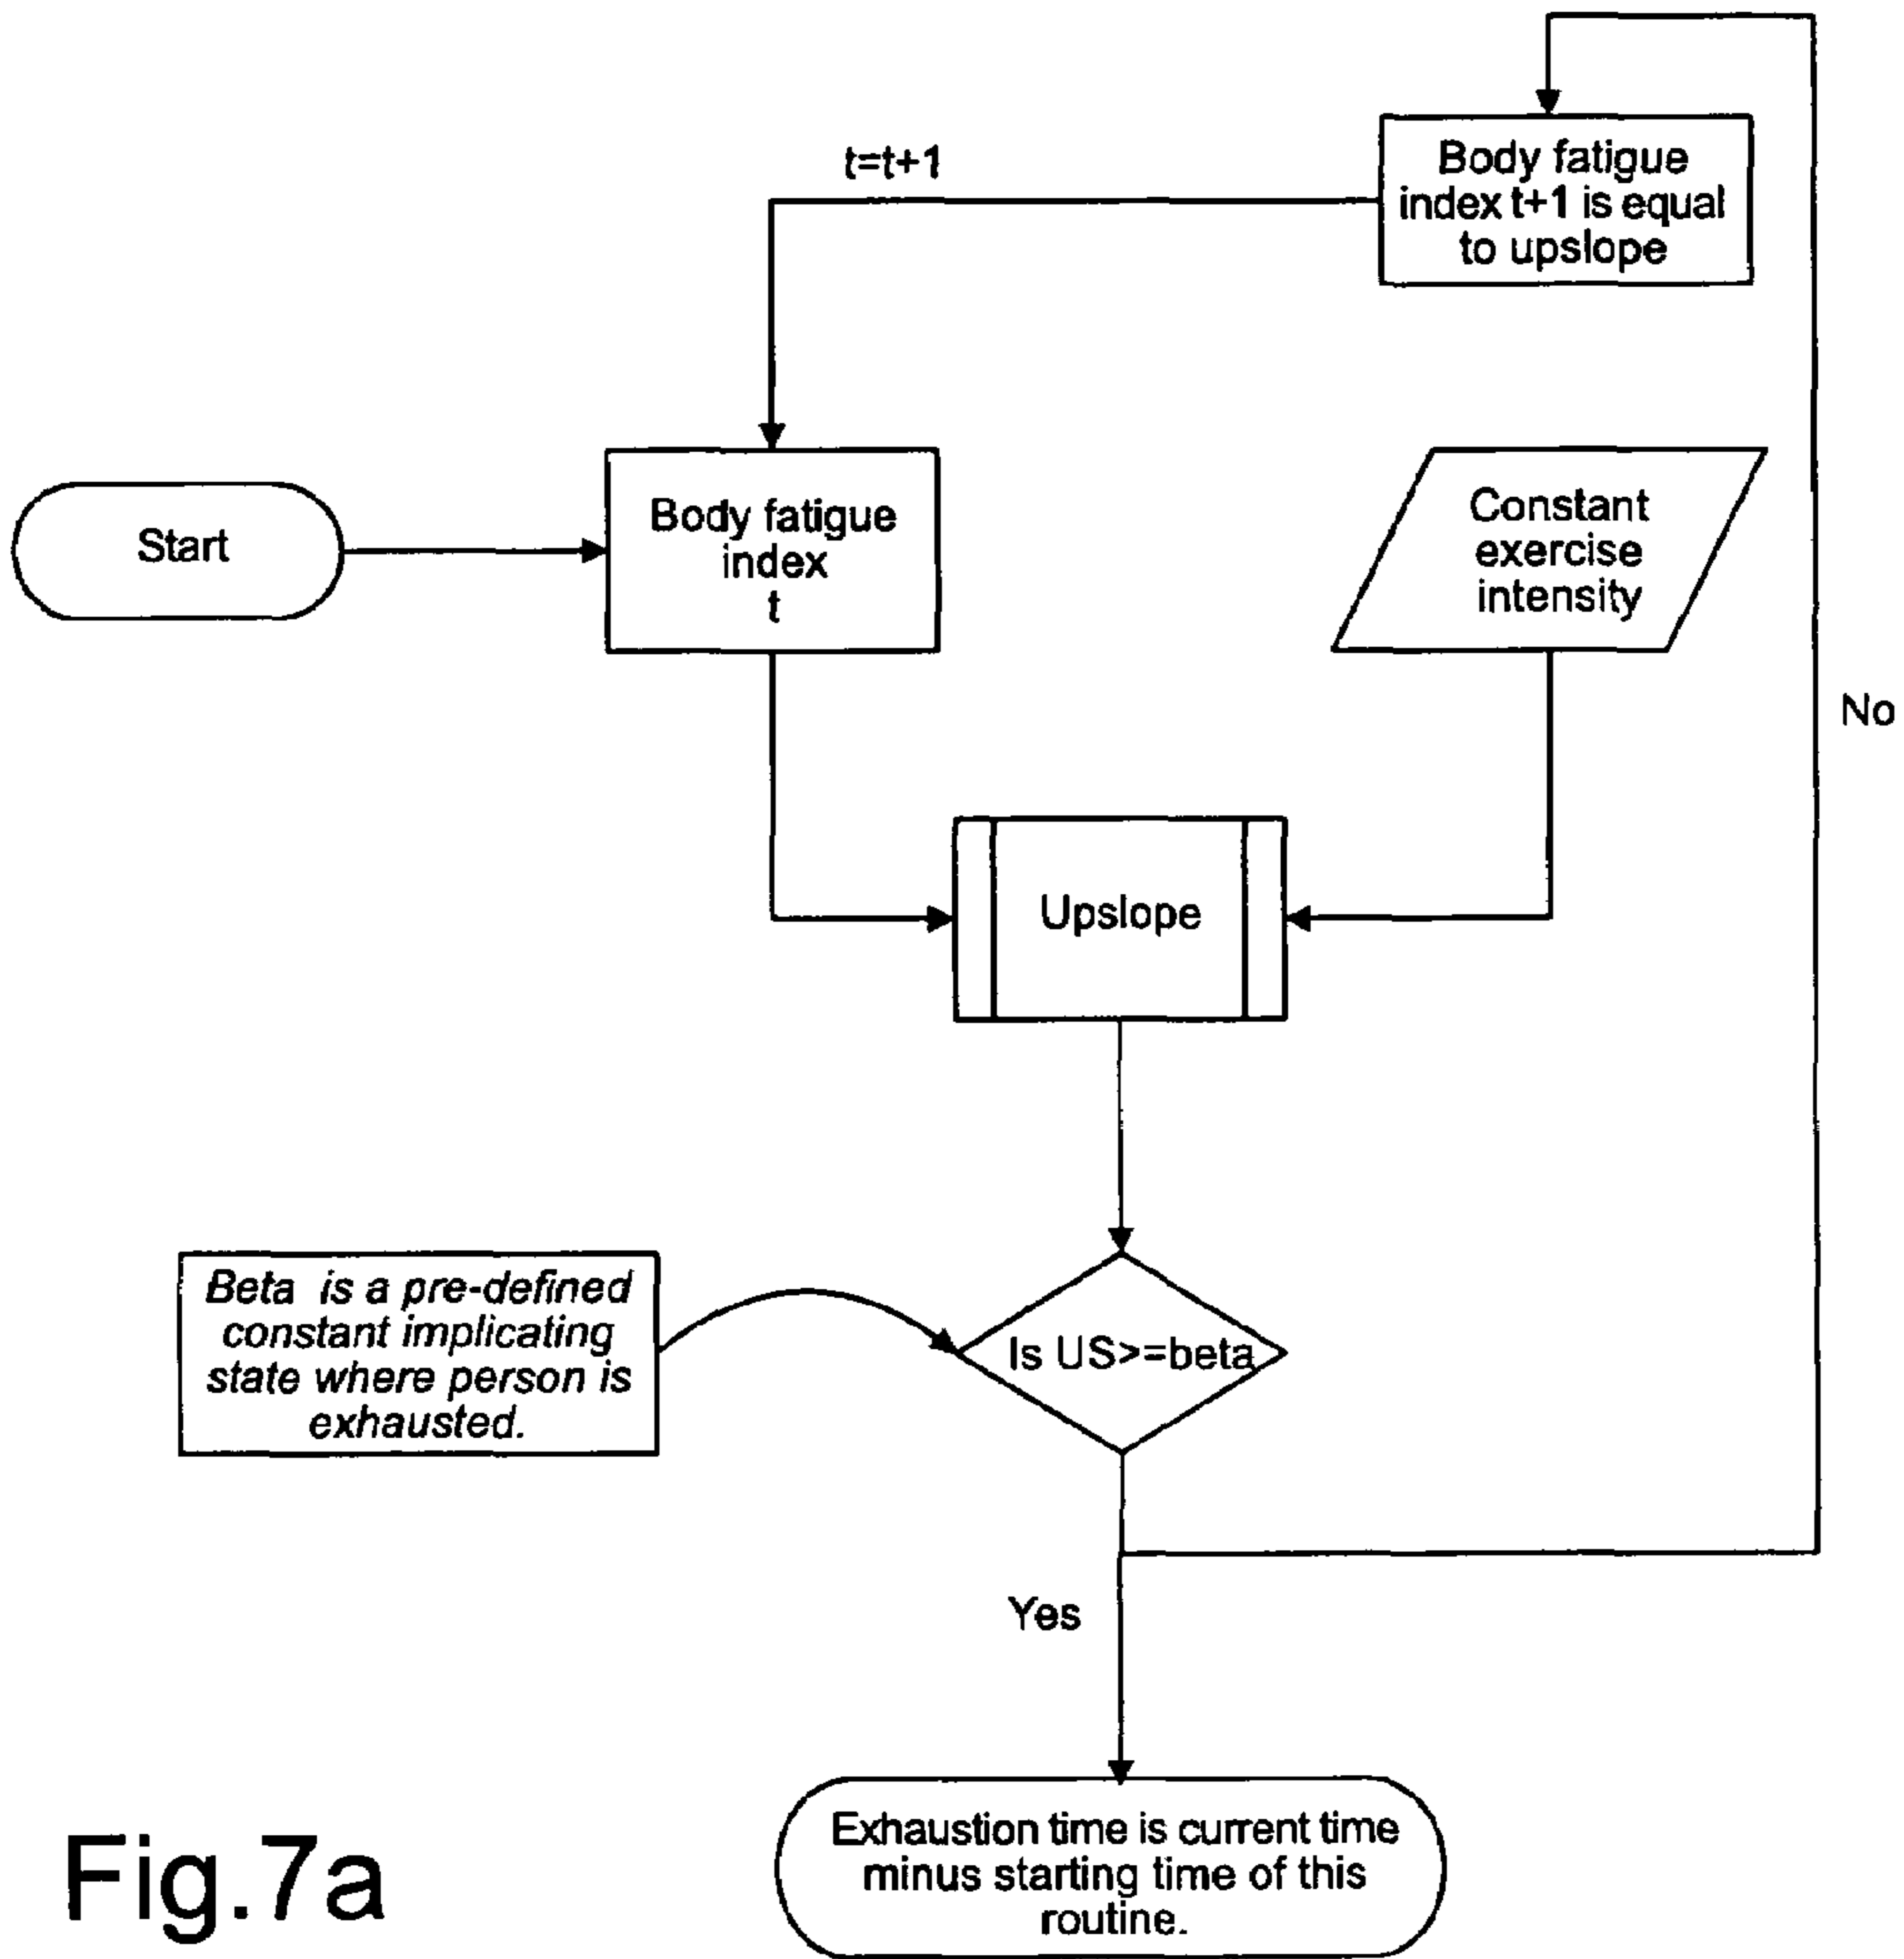 t=t+1
Body fatigue
index t+1 is equal
to upslope
Start
Body fatigue
index
t
Constant
exercise
intensity
No
Upslope
Beta is a pre-defined
constant implicating
state where person is
exhausted.
Is US>=beta
Yes
Exhaustion time is current time
minus starting time of this
routine.
Fig.7a